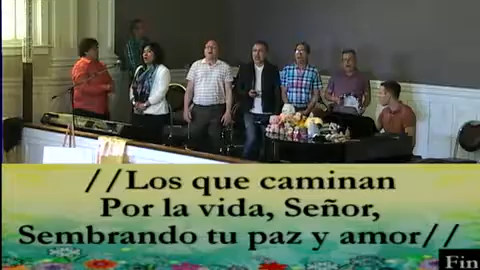 //Los que caminan
Por la vida, Señor,
Sembrando tu paz y amor//
Fin